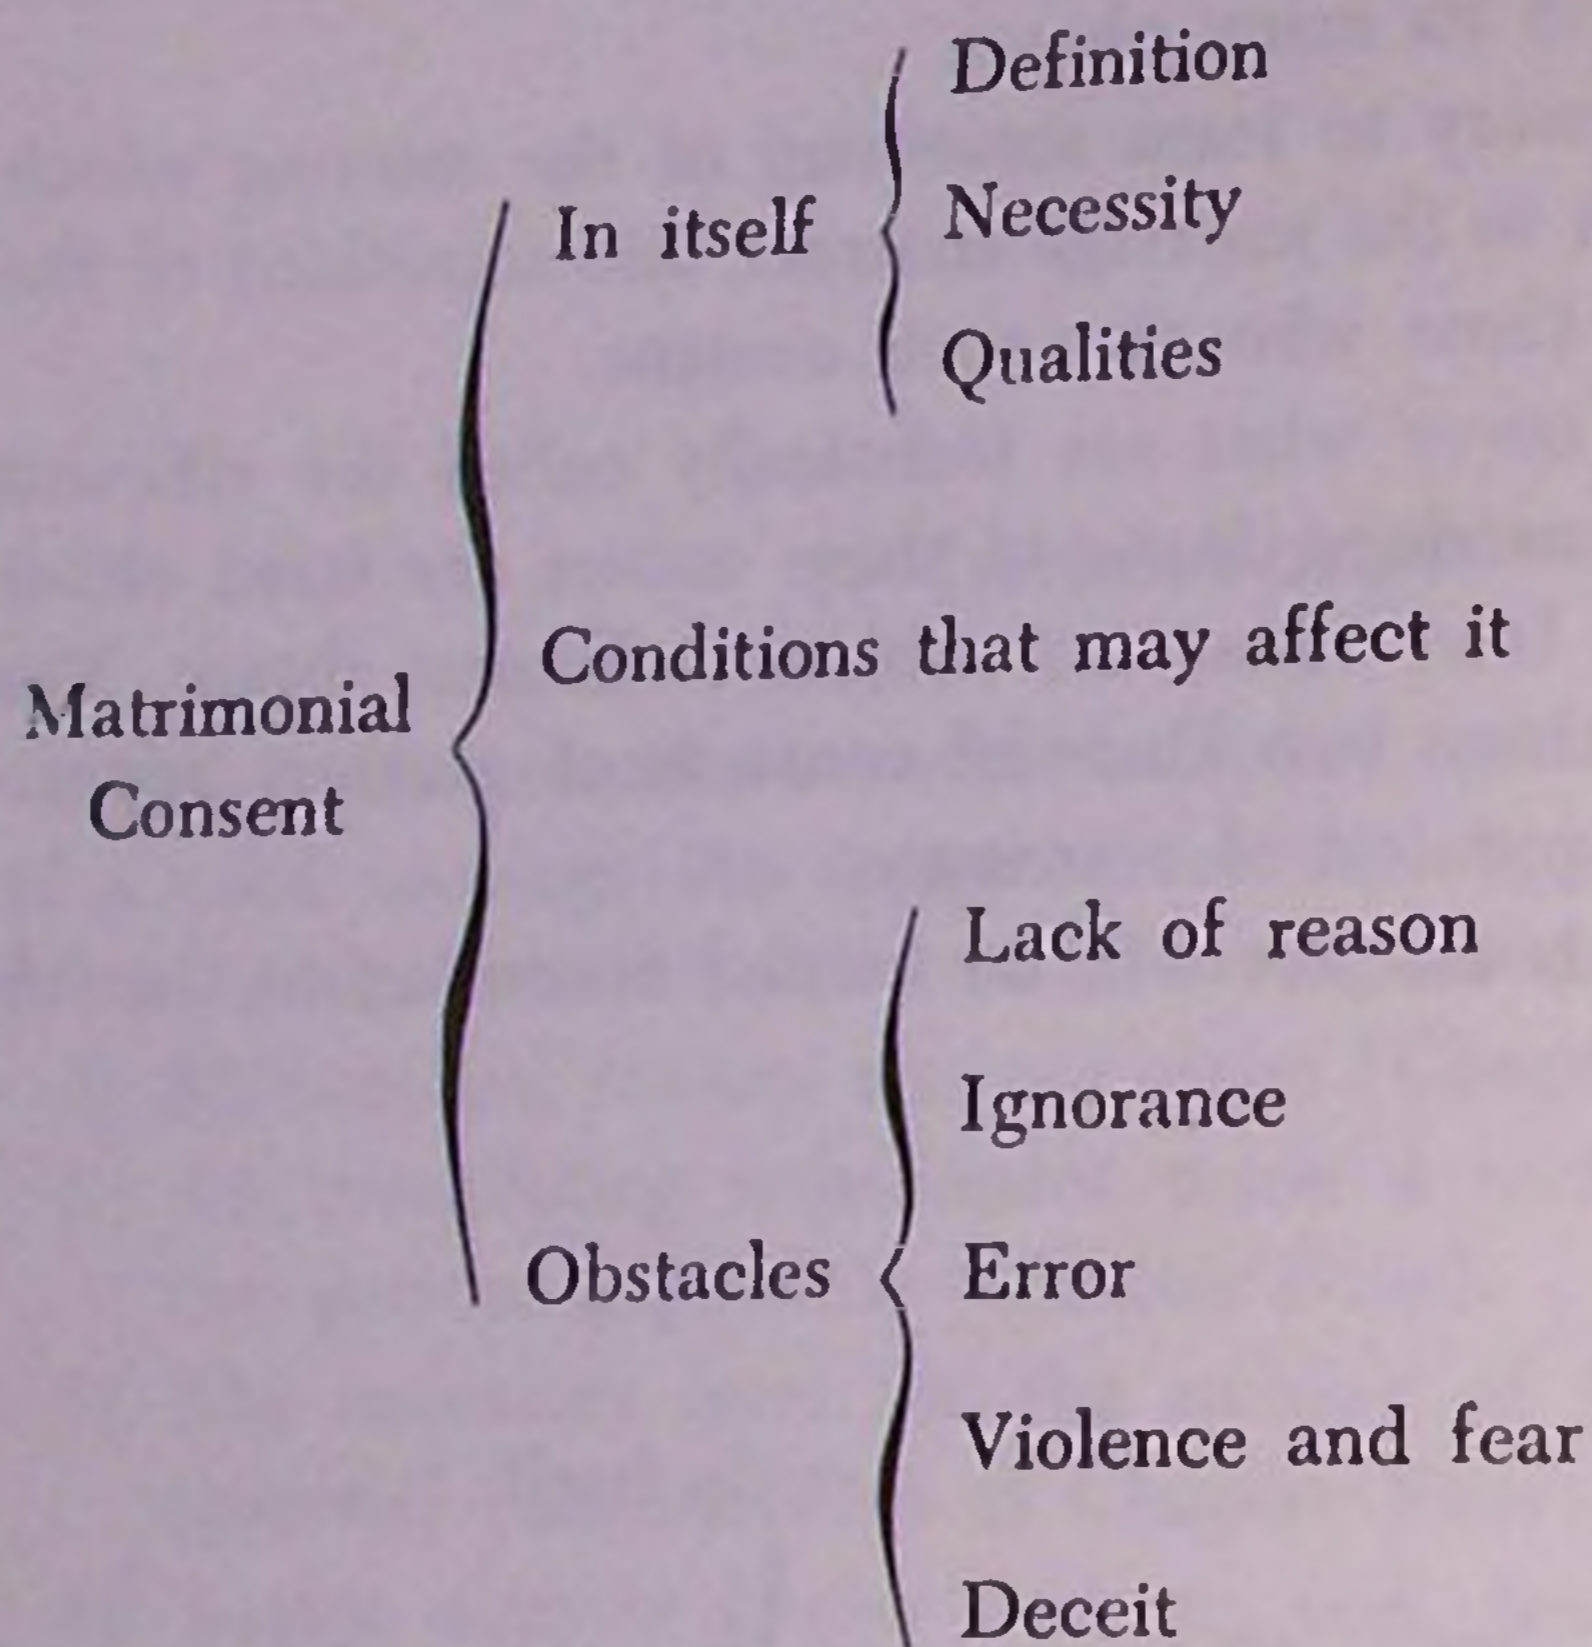 Definition
In itself
Necessity
Qualities
Conditions that may affect it
Matrimonial
Consent
Lack of reason
Ignorance
Obstacles
Error
Violence and fear
Deceit